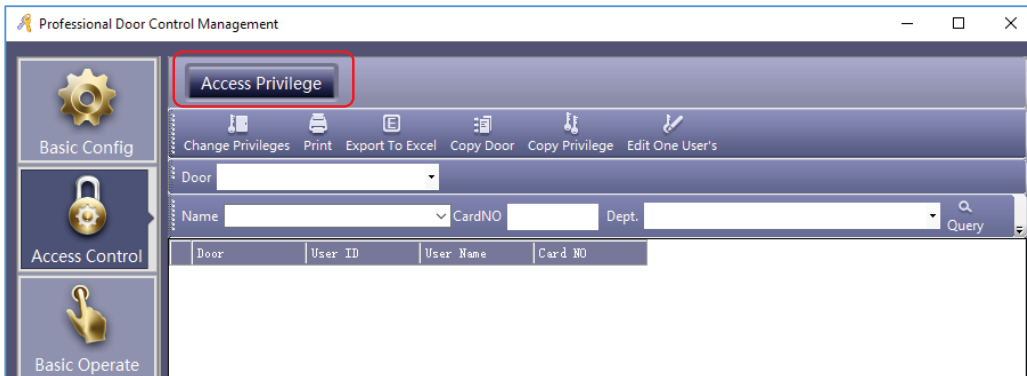 Professional Door Control Management
Access Privilege
Basic Config
Change Privileges Print Export To Excel Copy Door Copy Privilege Edit One User's
Door
Name CardNO Dept. Query
Access Control
Door User ID User Name Card NO
Basic Operate